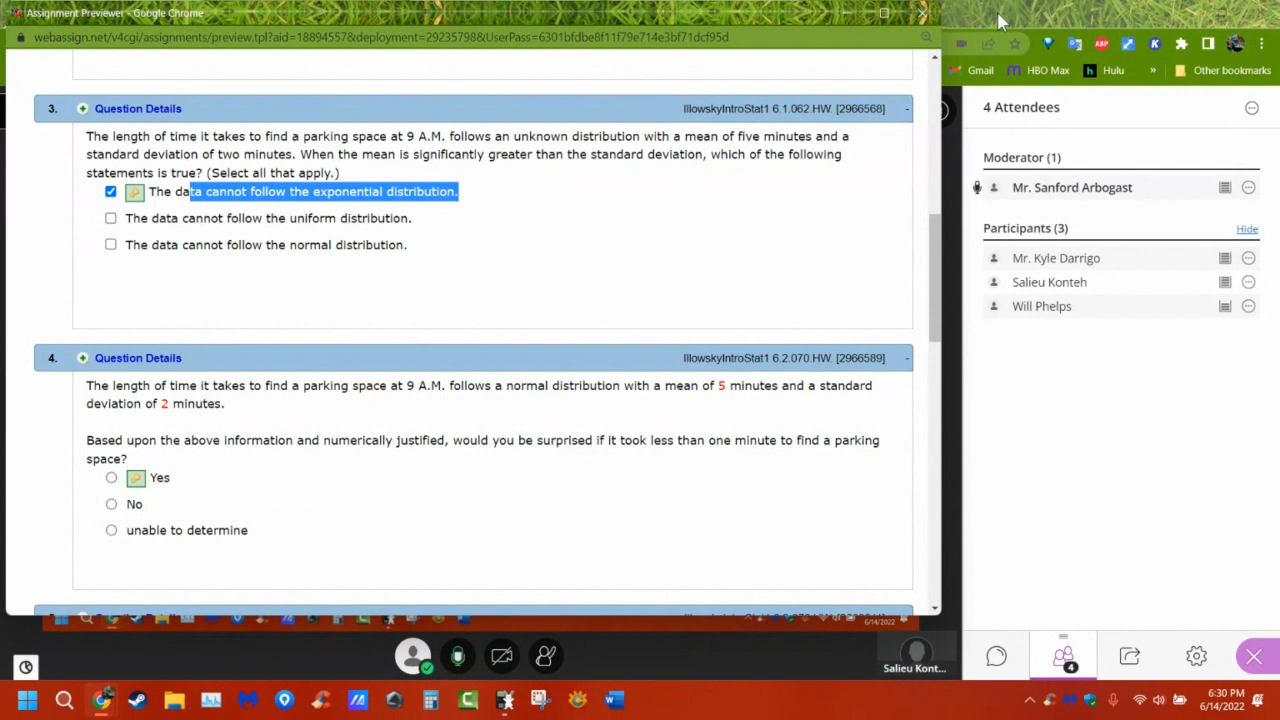 Assignment Previewer - Google Chrome
webassign.net/v4cgi/assignments/preview.tpl?aid=18894557&deployment=29235798&UserPass=6301bfdbe8f11f79e714e3bf71dcf95d
Gmail
HBO Max
Hulu
»
Other bookmarks
3. Question Details IllowskyIntroStat1 6.1.062.HW. [2966568] -
The length of time it takes to find a parking space at 9 A.M. follows an unknown distribution with a mean of five minutes and a
standard deviation of two minutes. When the mean is significantly greater than the standard deviation, which of the following
statements is true? (Select all that apply.)
The data cannot follow the exponential distribution.
The data cannot follow the uniform distribution.
The data cannot follow the normal distribution.
4. Question Details IllowskyIntroStat1 6.2.070.HW. [2966589] -
The length of time it takes to find a parking space at 9 A.M. follows a normal distribution with a mean of 5 minutes and a standard
deviation of 2 minutes.
Based upon the above information and numerically justified, would you be surprised if it took less than one minute to find a parking
space?
Yes
No
unable to determine
Question Details
4 Attendees
Moderator (1)
Mr. Sanford Arbogast
Participants (3) Hide
Mr. Kyle Darrigo
Salieu Konteh
Will Phelps
6/14/2022
Salieu Kont...
4
6:30 PM
6/14/2022